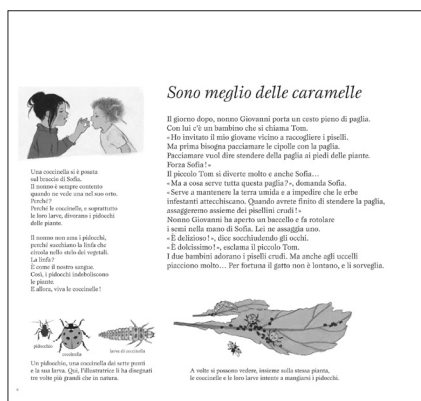 Sono meglio delle caramelle
Il giorno dopo, nonno Giovanni porta un cesto pieno di paglia.
Con lui c'è un bambino che si chiama Tom.
«Ho invitato il mio giovane vicino a raccogliere i piselli.
Ma prima bisogna pacciamare le cipolle con la paglia.
Pacciamare vuol dire stendere della paglia ai piedi delle piante.
Forza Sofia!»
Il piccolo Tom si diverte molto e anche Sofia...
«Ma a cosa serve tutta questa paglia?», domanda Sofia.
«Serve a mantenere la terra umida e a impedire che le erbe
infestanti attecchiscano. Quando avrete finito di stendere la paglia,
assaggeremo assieme dei pisellini crudi!»
Nonno Giovanni ha aperto un baccello e fa rotolare
i semi nella mano di Sofia. Lei ne assaggia uno.
«È delizioso!», dice socchiudendo gli occhi.
«È dolcissimo!», esclama il piccolo Tom.
I due bambini adorano i piselli crudi. Ma anche agli uccelli
piacciono molto... Per fortuna il gatto non è lontano, e li sorveglia.
Una coccinella si è posata
sul braccio di Sofia.
Il nonno è sempre contento
quando ne vede una nel suo orto.
Perché?
Perché le coccinelle, e soprattutto
le loro larve, divorano i pidocchi
delle piante.
Il nonno non ama i pidocchi,
perché succhiano la linfa che
circola nello stelo dei vegetali.
La linfa?
È come il nostro sangue.
Così, i pidocchi indeboliscono
le piante.
E allora, viva le coccinelle!
pidocchio
coccinella
larva di coccinella
Un pidocchio, una coccinella dai sette punti
e la sua larva. Qui, l'illustratrice li ha disegnati
tre volte più grandi che in natura.
A volte si possono vedere, insieme sulla stessa pianta,
le coccinelle e le loro larve intente a mangiarsi i pidocchi.